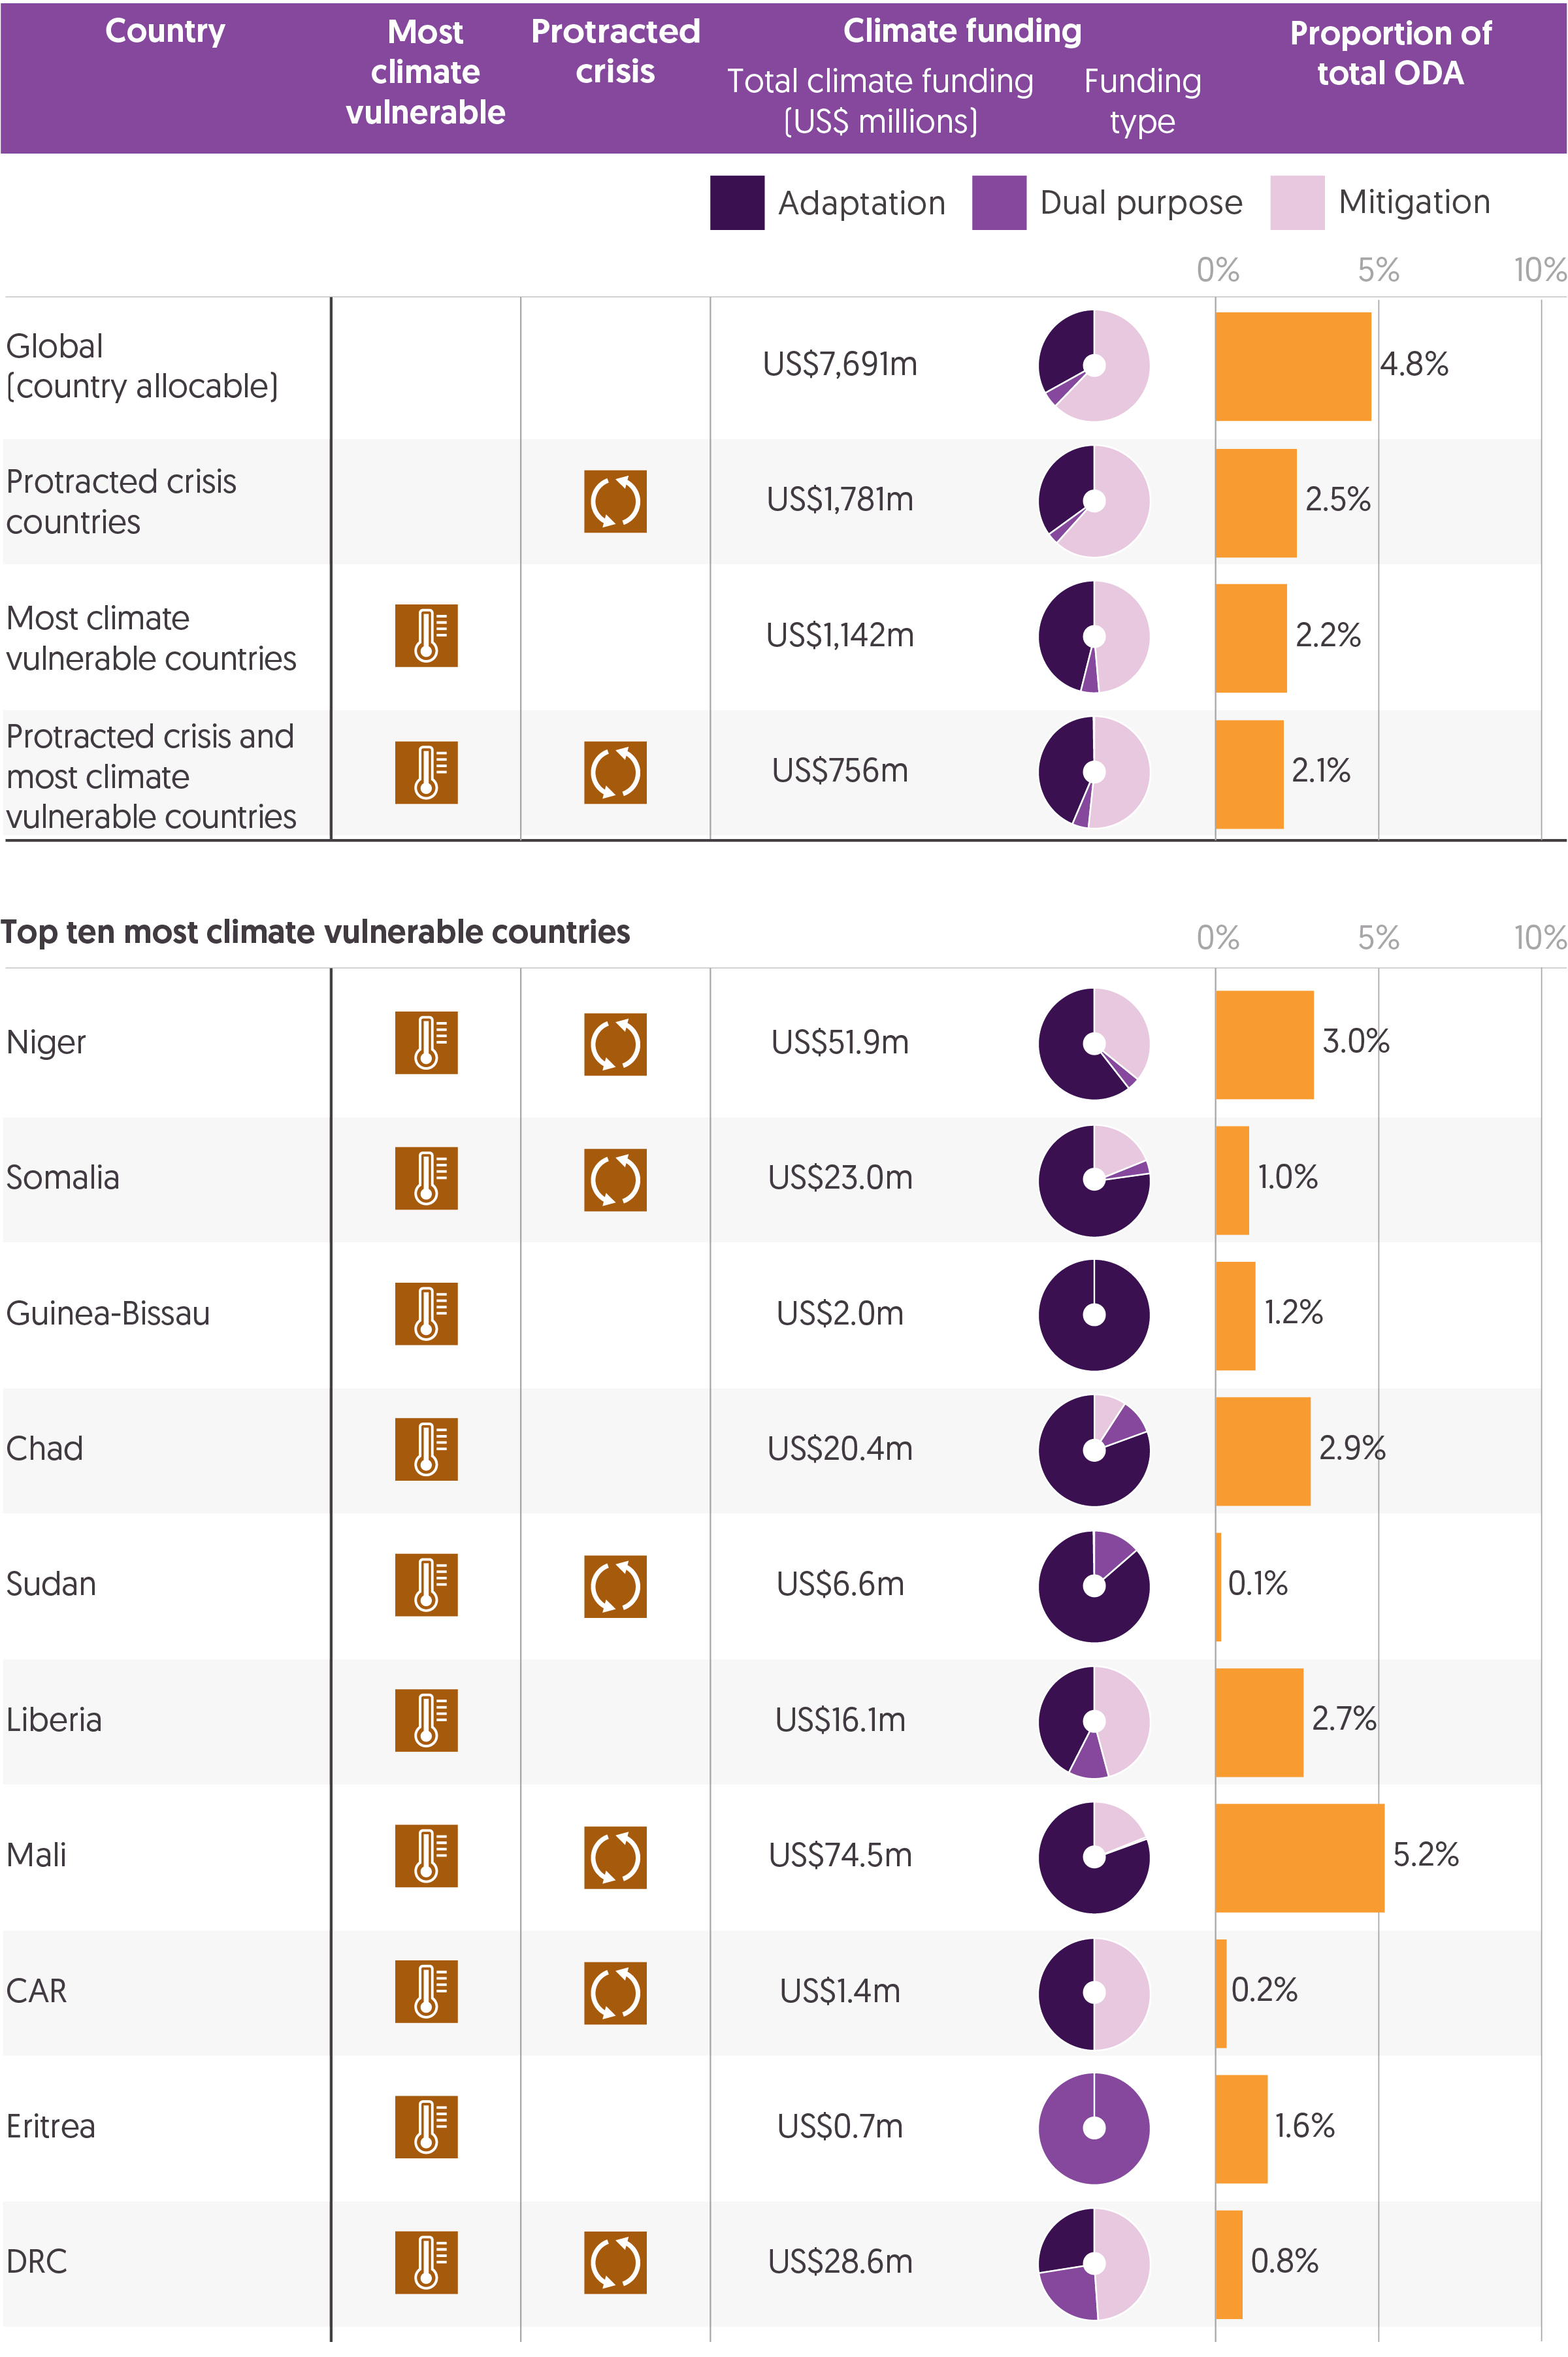 Country
Most
climate
vulnerable
Protracted
crisis
Climate funding
Total climate funding
(US$ millions)
Funding
type
Proportion of
total ODA
Adaptation
Dual purpose
Mitigation
0%
5%
10%
Global
(country allocable)
US$7,691m
4.8%
Protracted crisis
countries
US$1,781m
2.5%
Most climate
vulnerable countries
US$1,142m
2.2%
Protracted crisis and
most climate
vulnerable countries
US$756m
2.1%
Top ten most climate vulnerable countries
0%
5%
10%
Niger
US$51.9m
3.0%
Somalia
US$23.0m
1.0%
Guinea-Bissau
US$2.0m
1.2%
Chad
US$20.4m
2.9%
Sudan
US$6.6m
0.1%
Liberia
US$16.1m
2.7%
Mali
US$74.5m
5.2%
CAR
US$1.4m
0.2%
Eritrea
US$0.7m
1.6%
DRC
US$28.6m
0.8%